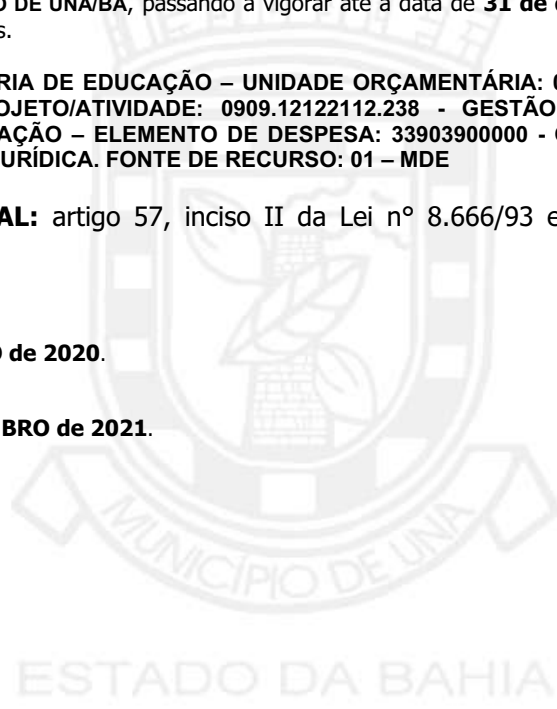 DE UNA/BA, passando a vigorar até a data de 31 de
s.
RIA DE EDUCAÇÃO – UNIDADE ORÇAMENTÁRIA:
OJETO/ATIVIDADE: 0909.12122112.238 - GESTÃO
AÇÃO – ELEMENTO DE DESPESA: 33903900000 -
URÍDICA. FONTE DE RECURSO: 01 – MDE
AL: artigo 57, inciso II da Lei nº 8.666/93 e
de 2020.
BRO de 2021.
MUNICÍPIO DE UNA
ESTADO DA BAHIA